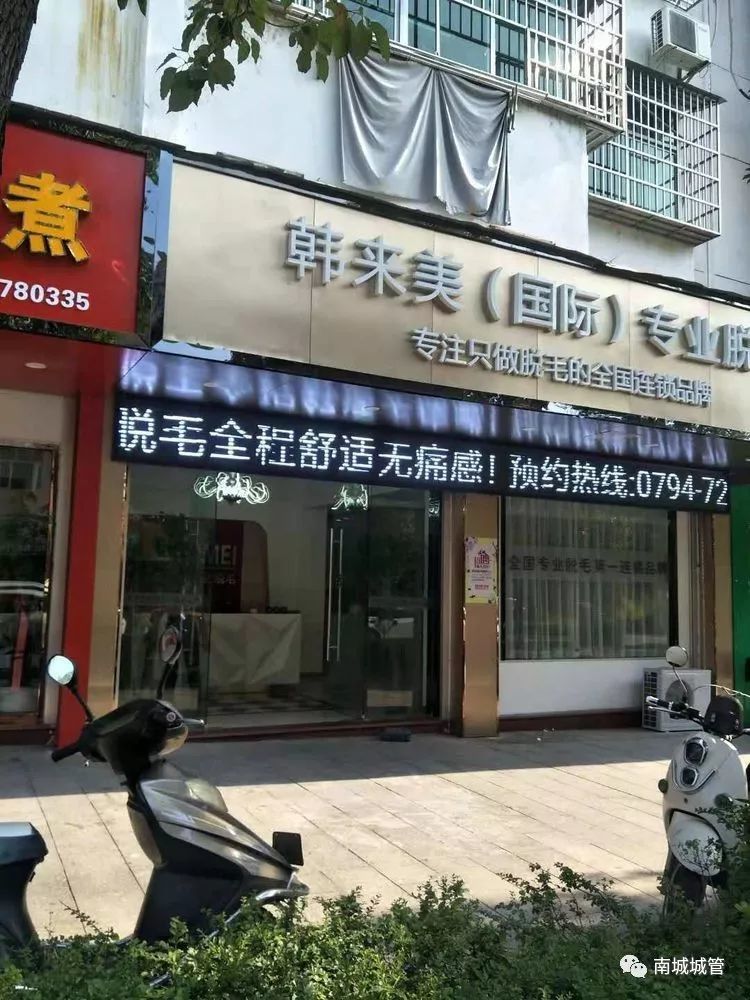 煮
780335
韩来美（国际）专业脱
专注只做脱毛的全国连锁品牌
脱毛全程舒适无痛感！预约热线:0794-72
MEI
全国专业脱毛第一连锁品牌
南城城管